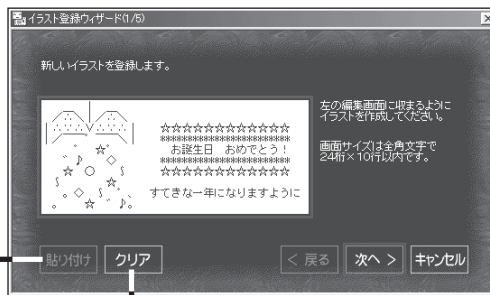 イラスト登録ウィザード(1/5)
新しいイラストを登録します。
☆☆☆☆☆☆☆☆☆☆☆☆
********************
お誕生日 おめでとう!
********************
☆☆☆☆☆☆☆☆☆☆☆☆
すてきな一年になりますように
左の編集画面に収まるように
イラストを作成してください。
画面サイズは全角文字で
24桁×10行以内です。
貼り付け
クリア
< 戻る
次へ >
キャンセル